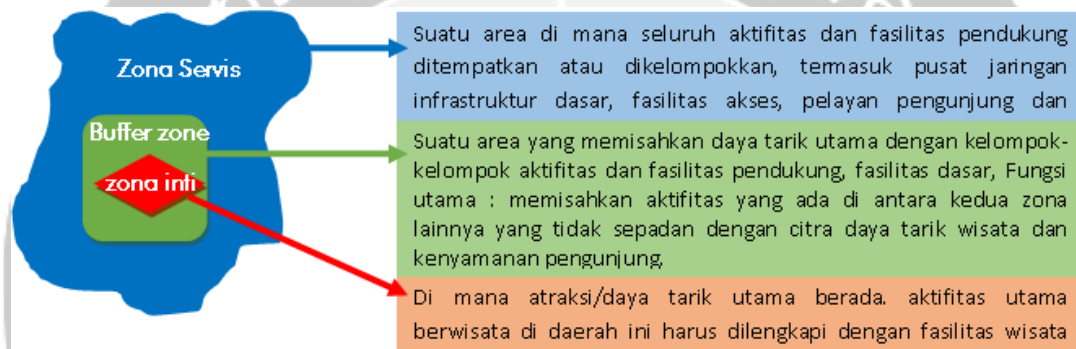 Zona Servis
Buffer zone
zona inti
Suatu area di mana seluruh aktifitas dan fasilitas pendukung
ditempatkan atau dikelompokkan, termasuk pusat jaringan
infrastruktur dasar, fasilitas akses, pelayan pengunjung dan
Suatu area yang memisahkan daya tarik utama dengan kelompok-
kelompok aktifitas dan fasilitas pendukung, fasilitas dasar, Fungsi
utama : memisahkan aktifitas yang ada di antara kedua zona
lainnya yang tidak sepadan dengan citra daya tarik wisata dan
kenyamanan pengunjung,
Di mana atraksi/daya tarik utama berada. aktifitas utama
berwisata di daerah ini harus dilengkapi dengan fasilitas wisata